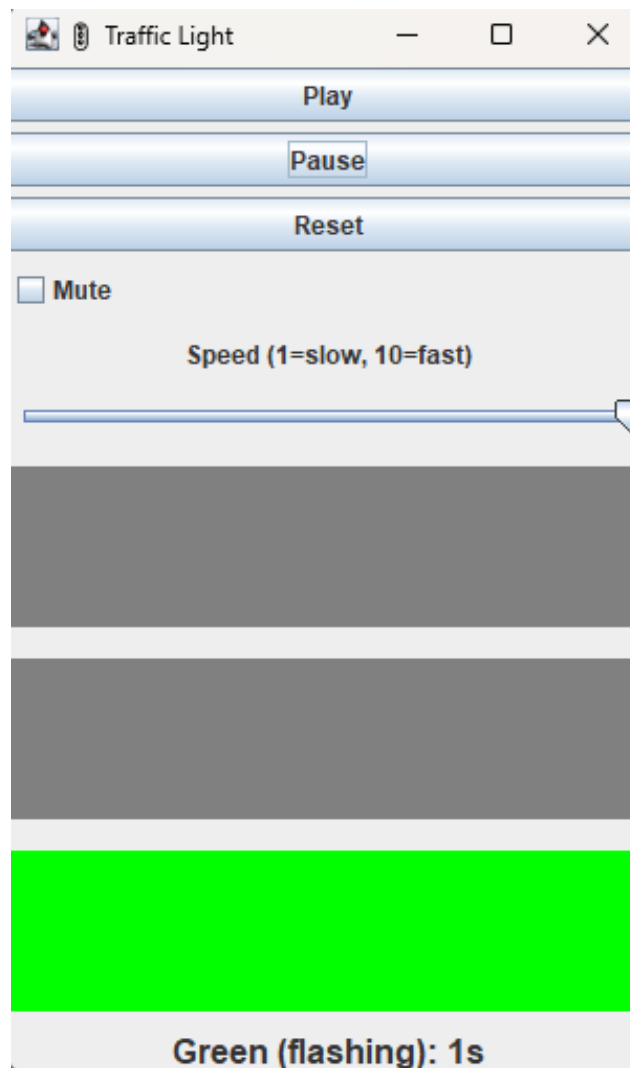 Traffic Light
Play
Pause
Reset
Mute
Speed (1=slow, 10=fast)
Green (flashing): 1s